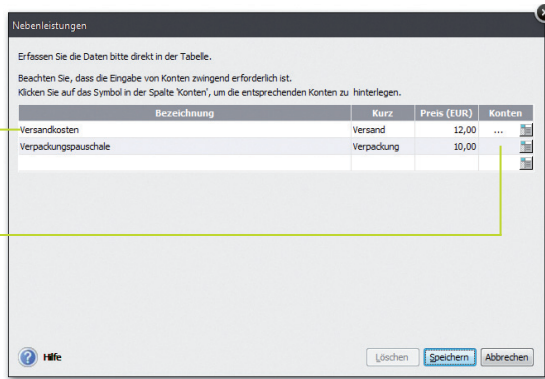 Nebenleistungen
Erfassen Sie die Daten bitte direkt in der Tabelle.
Beachten Sie, dass die Eingabe von Konten zwingend erforderlich ist.
Klicken Sie auf das Symbol in der Spalte 'Konten', um die entsprechenden Konten zu hinterlegen.
Bezeichnung Kurz Preis (EUR) Konten
Versandkosten Versand 12,00 ...
Verpackungspauschale Verpackung 10,00
? Hilfe Löschen Speichern Abbrechen